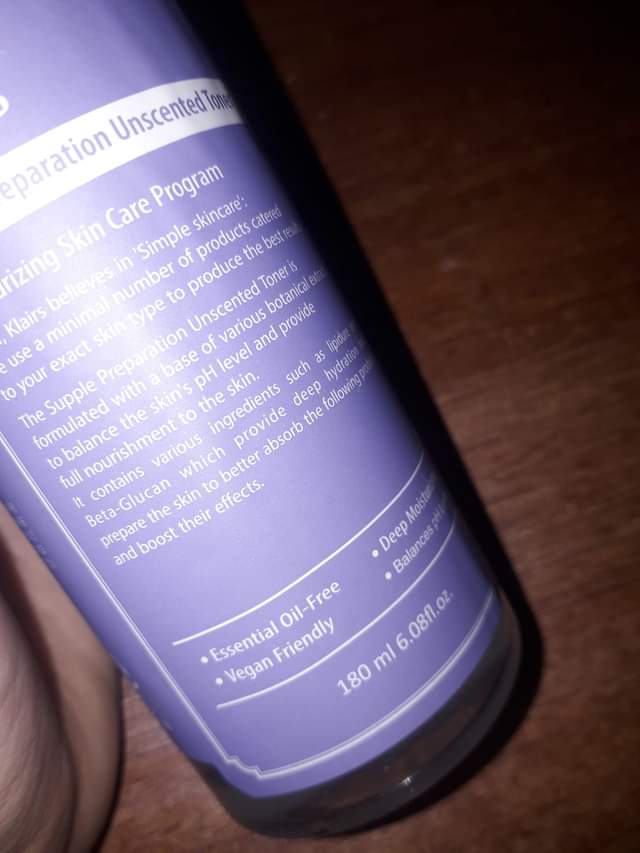 Unscented Toner
Skin Care Program
Klairs believes in 'Simple skincare':
use a minimal number of products catered
to your exact skin type to produce the best
The Supple Preparation Unscented Toner is
formulated with a base of various botanical
to balance the skin's pH level and provide
full nourishment to the skin.
It contains various ingredients such as lipidure
Beta-Glucan which provide deep hydration
prepare the skin to better absorb the following
and boost their effects.
• Essential Oil-Free
• Vegan Friendly
• Deep
• Balances pH
180 ml 6.08fl.oz.